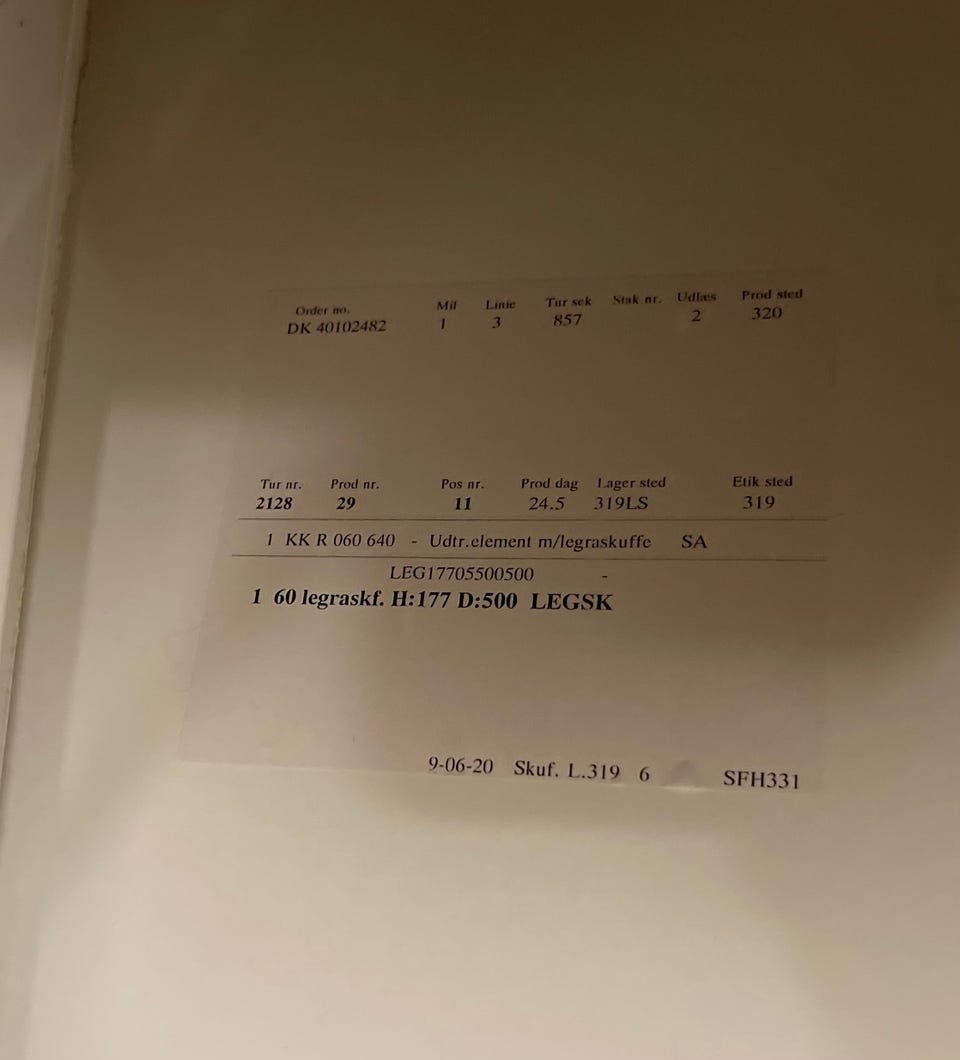 Order no. Mil Linie Tur sek Stak nr. Udlæs Prod sted
DK 40102482 1 3 857 2 320
Tur nr. Prod nr. Pos nr. Prod dag Lager sted Etik sted
2128 29 11 24.5 319LS 319
1 KK R 060 640 - Udtr.element m/legraskuffe SA
LEG17705500500 -
1 60 legraskf. H:177 D:500 LEGSK
9-06-20 Skuf. L.319 6 SFH331